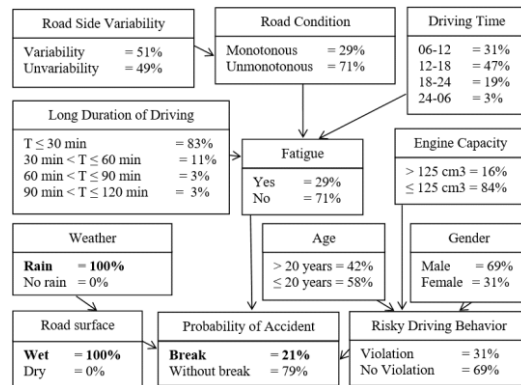 Road Side Variability
Variability = 51%
Unvariability = 49%
Road Condition
Monotonous = 29%
Unmonotonous = 71%
Driving Time
06-12 = 31%
12-18 = 47%
18-24 = 19%
24-06 = 3%
Long Duration of Driving
T ≤ 30 min = 83%
30 min < T ≤ 60 min = 11%
60 min < T ≤ 90 min = 3%
90 min < T ≤ 120 min = 3%
Fatigue
Yes = 29%
No = 71%
Engine Capacity
> 125 cm3 = 16%
≤ 125 cm3 = 84%
Weather
Rain = 100%
No rain = 0%
Age
> 20 years = 42%
≤ 20 years = 58%
Gender
Male = 69%
Female = 31%
Road surface
Wet = 100%
Dry = 0%
Probability of Accident
Break = 21%
Without break = 79%
Risky Driving Behavior
Violation = 31%
No Violation = 69%